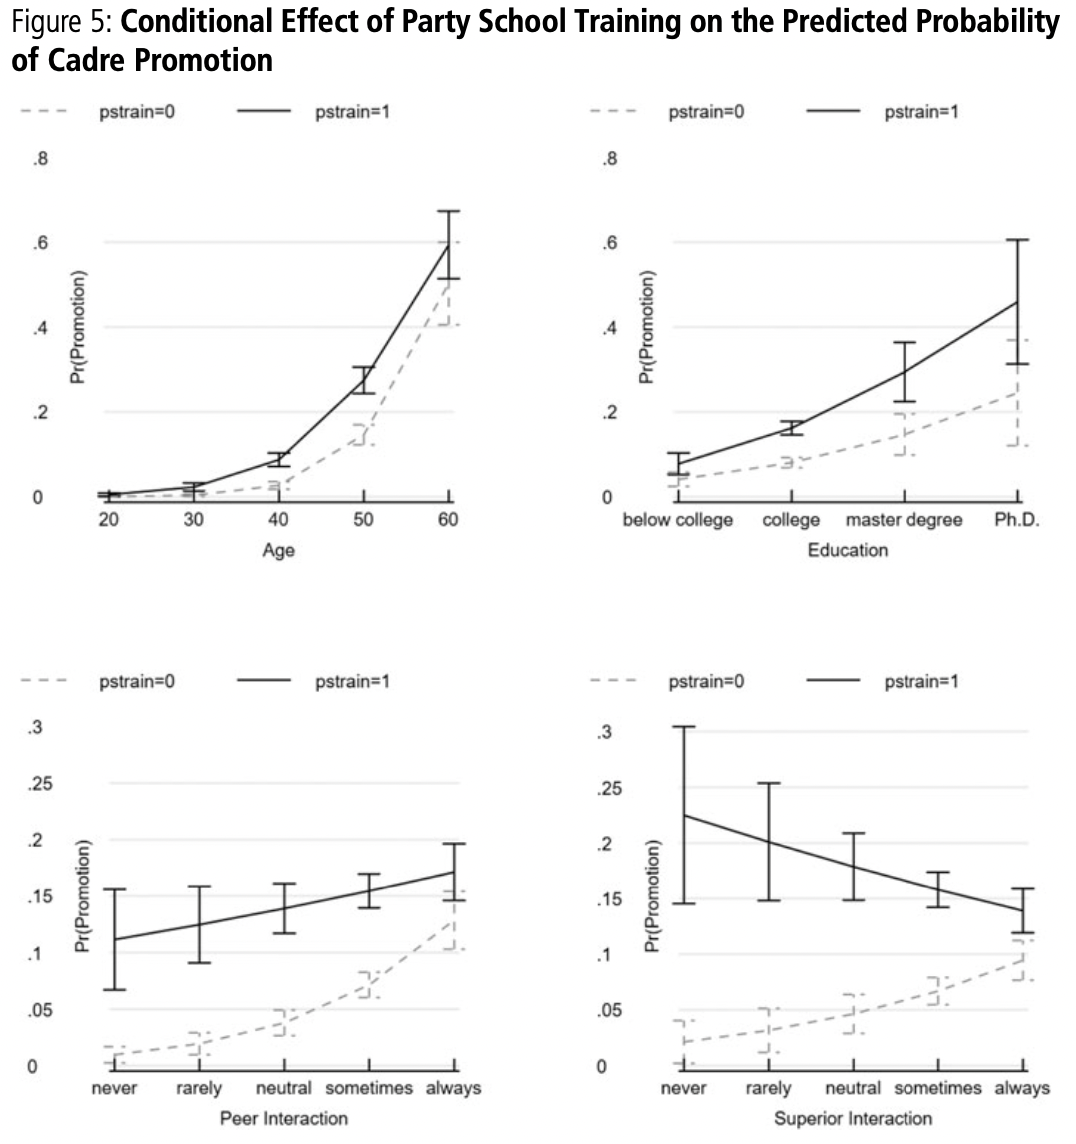 Figure 5: Conditional Effect of Party School Training on the Predicted Probability
of Cadre Promotion
pstrain=0 pstrain=1
.8
.6
.4
.2
0
Pr(Promotion)
20 30 40 50 60
Age
pstrain=0 pstrain=1
.8
.6
.4
.2
0
Pr(Promotion)
below college college master degree Ph.D.
Education
pstrain=0 pstrain=1
.3
.25
.2
.15
.1
.05
0
Pr(Promotion)
never rarely neutral sometimes always
Peer Interaction
pstrain=0 pstrain=1
.3
.25
.2
.15
.1
.05
0
Pr(Promotion)
never rarely neutral sometimes always
Superior Interaction